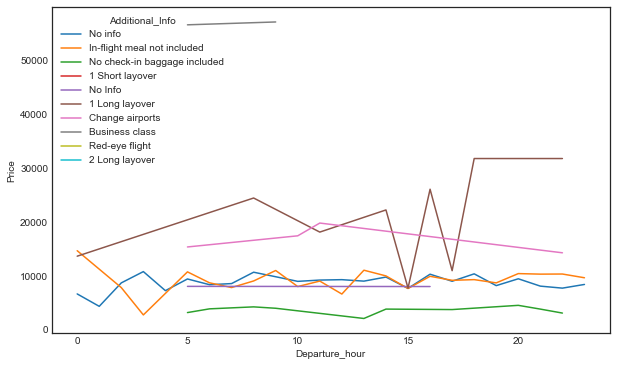 Additional_Info
No info
In-flight meal not included
No check-in baggage included
1 Short layover
No Info
1 Long layover
Change airports
Business class
Red-eye flight
2 Long layover
50000
40000
30000
20000
10000
0
Price
0 5 10 15 20
Departure_hour